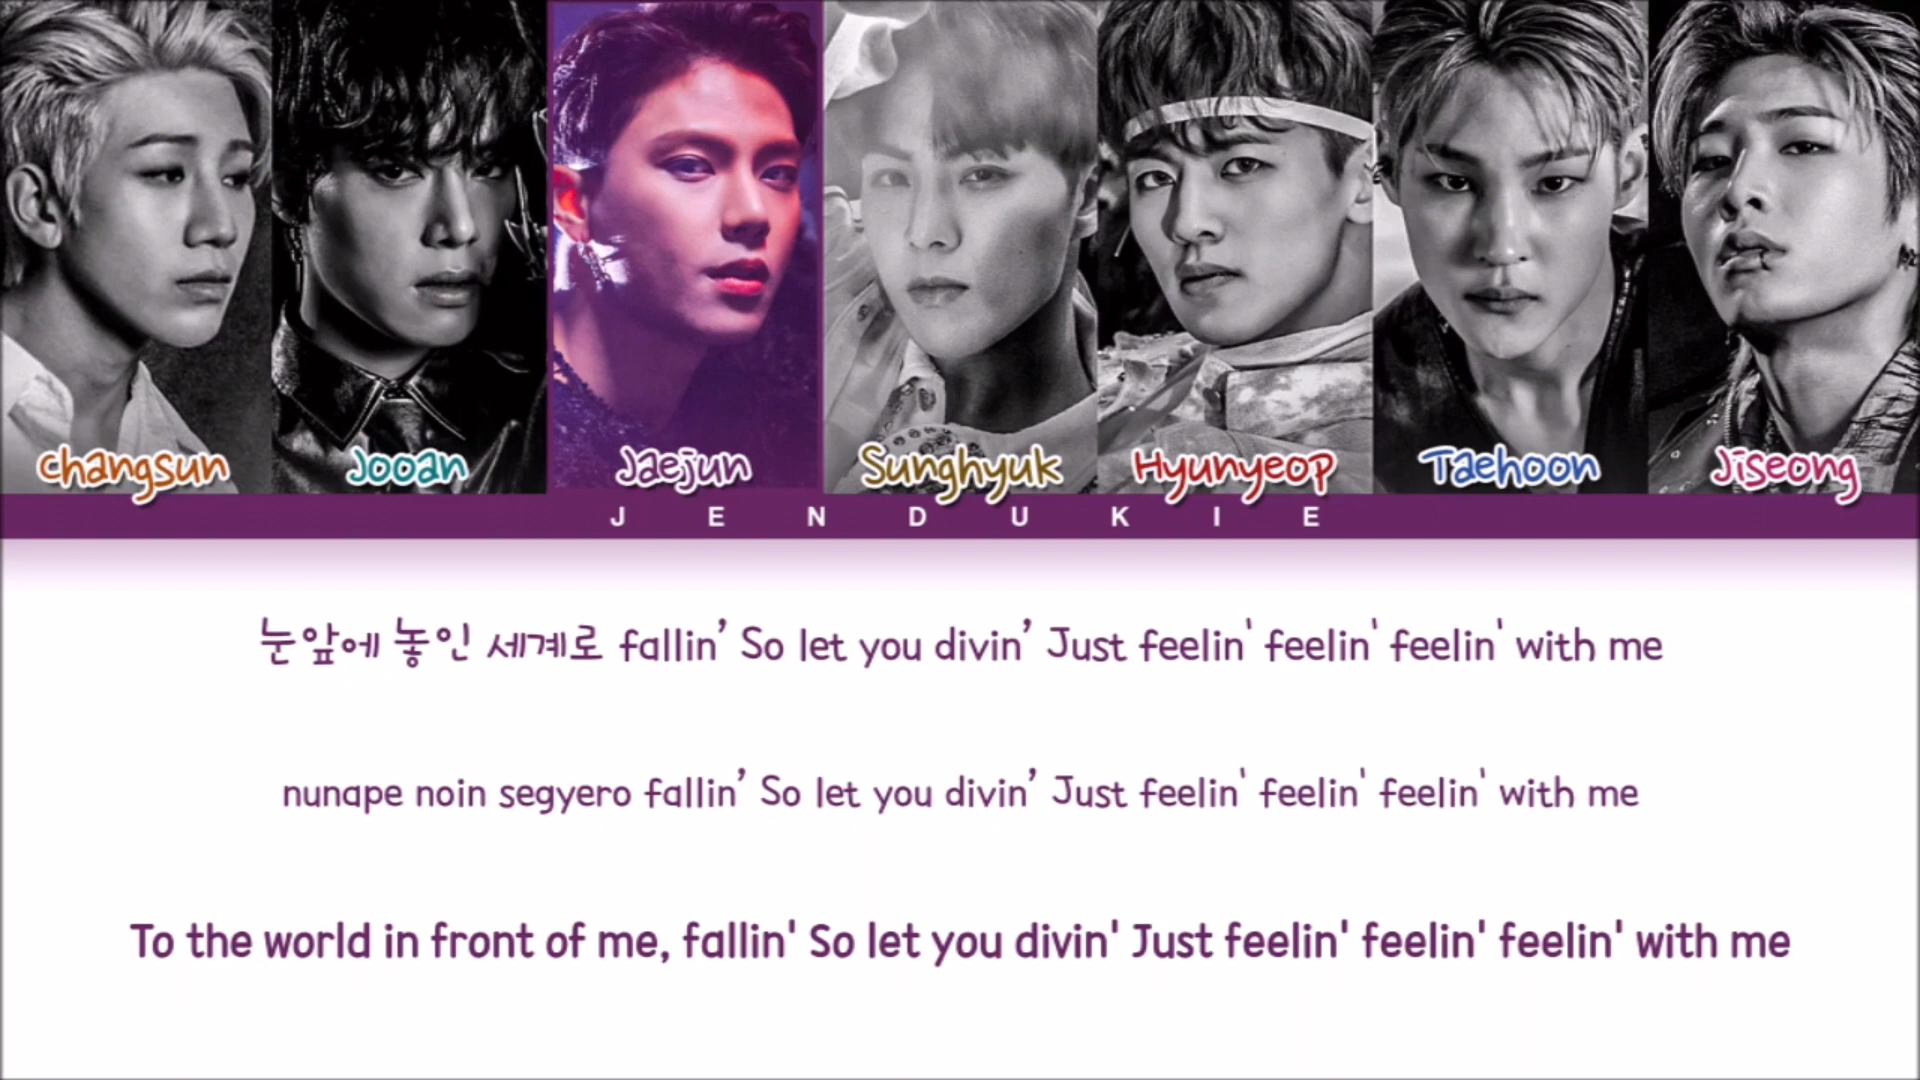 Changsun
Jooan
Jaejun
Sunghyuk
Hyunyeop
Taehoon
Jiseong
JENDUKIE
눈앞에 놓인 세계로 fallin’ So let you divin’ Just feelin' feelin' feelin' with me
nunape noin segyero fallin’ So let you divin’ Just feelin' feelin' feelin' with me
To the world in front of me, fallin' So let you divin' Just feelin' feelin' feelin' with me